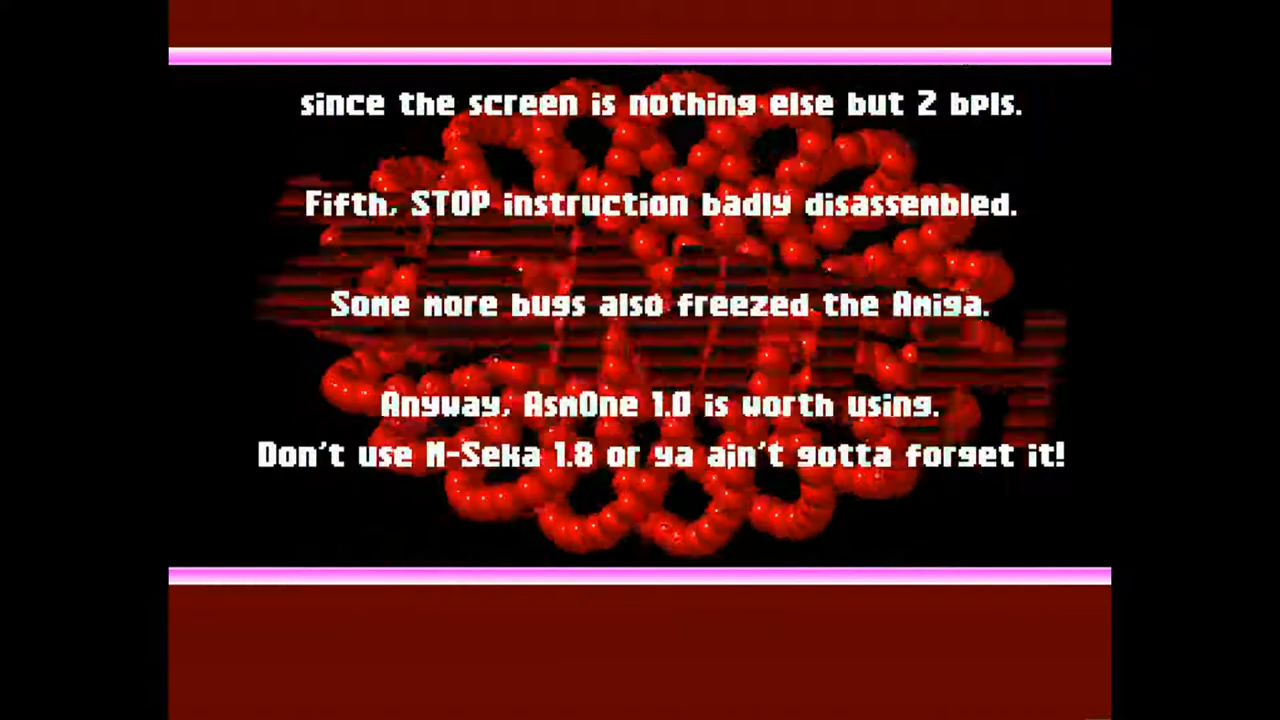 since the screen is nothing else but 2 bpls.
Fifth, STOP instruction badly disassembled.
Some more bugs also freezed the Amiga.
Anyway, AsmOne 1.0 is worth using.
Don't use M-Seka 1.8 or ya ain't gotta forget it!